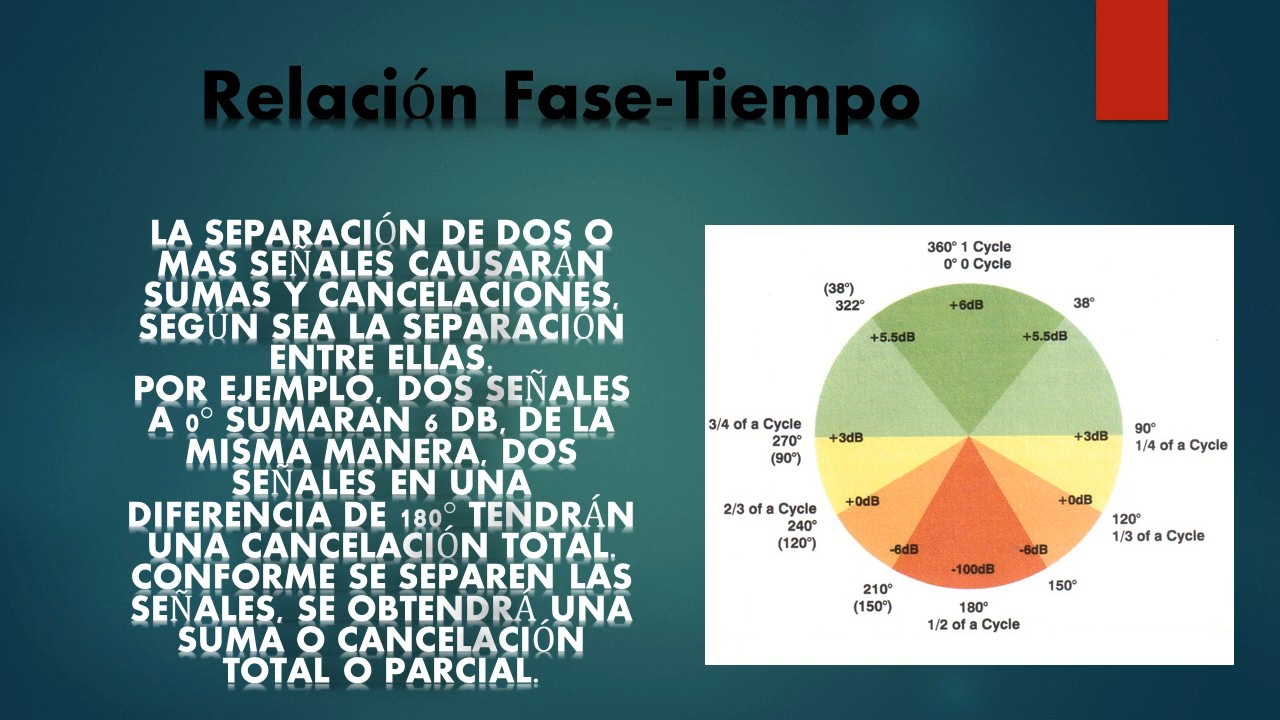 Relación Fase-Tiempo
LA SEPARACIÓN DE DOS O
MAS SEÑALES CAUSARÁN
SUMAS Y CANCELACIONES,
SEGÚN SEA LA SEPARACIÓN
ENTRE ELLAS.
POR EJEMPLO, DOS SEÑALES
A 0° SUMARAN 6 DB, DE LA
MISMA MANERA, DOS
SEÑALES EN UNA
DIFERENCIA DE 180° TENDRÁN
UNA CANCELACIÓN TOTAL.
CONFORME SE SEPAREN LAS
SEÑALES, SE OBTENDRÁ UNA
SUMA O CANCELACIÓN
TOTAL O PARCIAL.
360° 1 Cycle
0° 0 Cycle
(38°)
322°
38°
+6dB
+5.5dB
+5.5dB
3/4 of a Cycle
270°
(90°)
+3dB
+3dB
90°
1/4 of a Cycle
2/3 of a Cycle
240°
(120°)
+0dB
+0dB
120°
1/3 of a Cycle
-6dB
-6dB
-100dB
210°
(150°)
150°
180°
1/2 of a Cycle